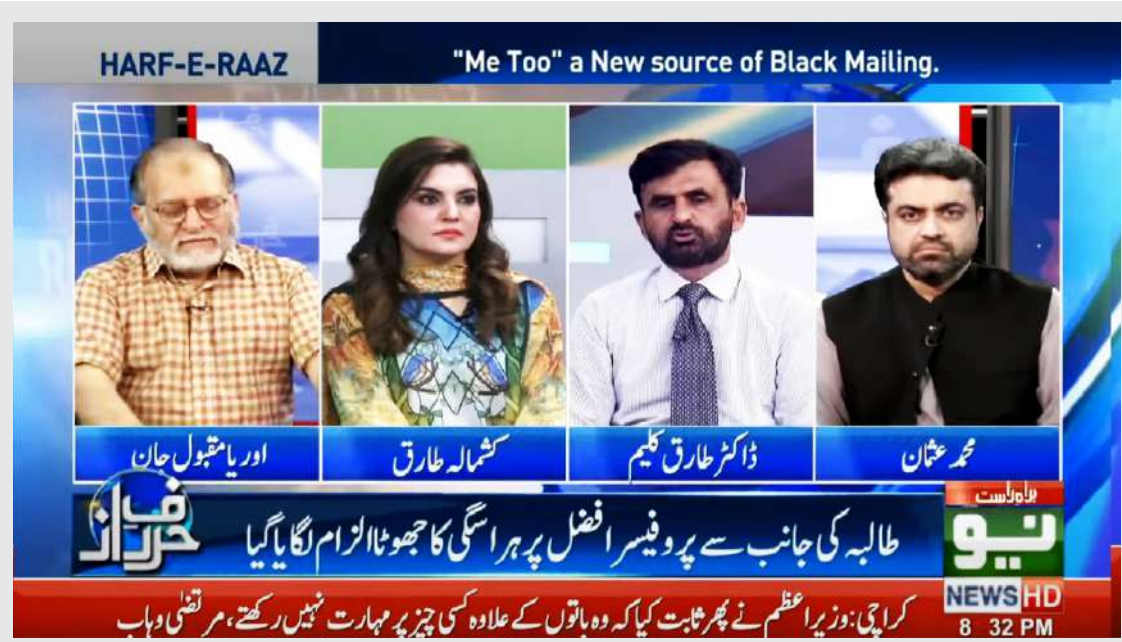 HARF-E-RAAZ
"Me Too" a New source of Black Mailing.
اوریا مقبول جان
کشمالہ طارق
ڈاکٹر طارق کلیم
محمد عثمان
حرف راز
طالبہ کی جانب سے پروفیسر افضل پر ہراسگی کا جھوٹا الزام لگایا گیا
براہ راست
نیو
NEWS HD
کراچی:وزیراعظم نے پھر ثابت کیا کہ وہ باتوں کے علاوہ کسی چیز پر مہارت نہیں رکھتے،مرتضیٰ وہاب
8 32 PM